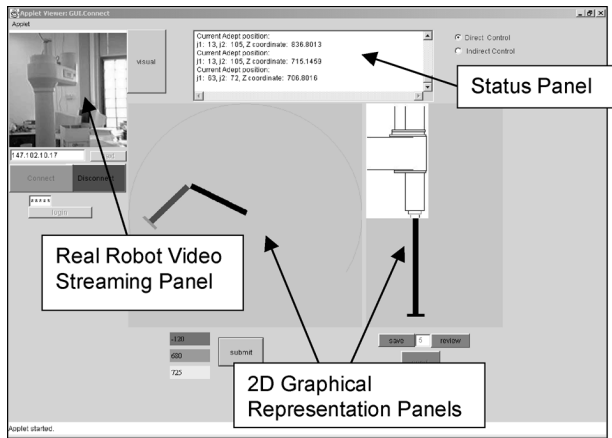 Applet Viewer: GUI.Connect
Applet
visual
Current Adept position:
j1: 13, j2: 105, Z coordinate: 836.8013
Current Adept position:
j1: 13, j2: 105, Z coordinate: 715.1459
Current Adept position:
j1: 63, j2: 72, Z coordinate: 706.8016
Direct Control
Indirect Control
Status Panel
147.102.10.17
Connect
Disconnect
*****
login
Real Robot Video
Streaming Panel
-120
680
725
submit
save
5
review
2D Graphical
Representation Panels
Applet started.